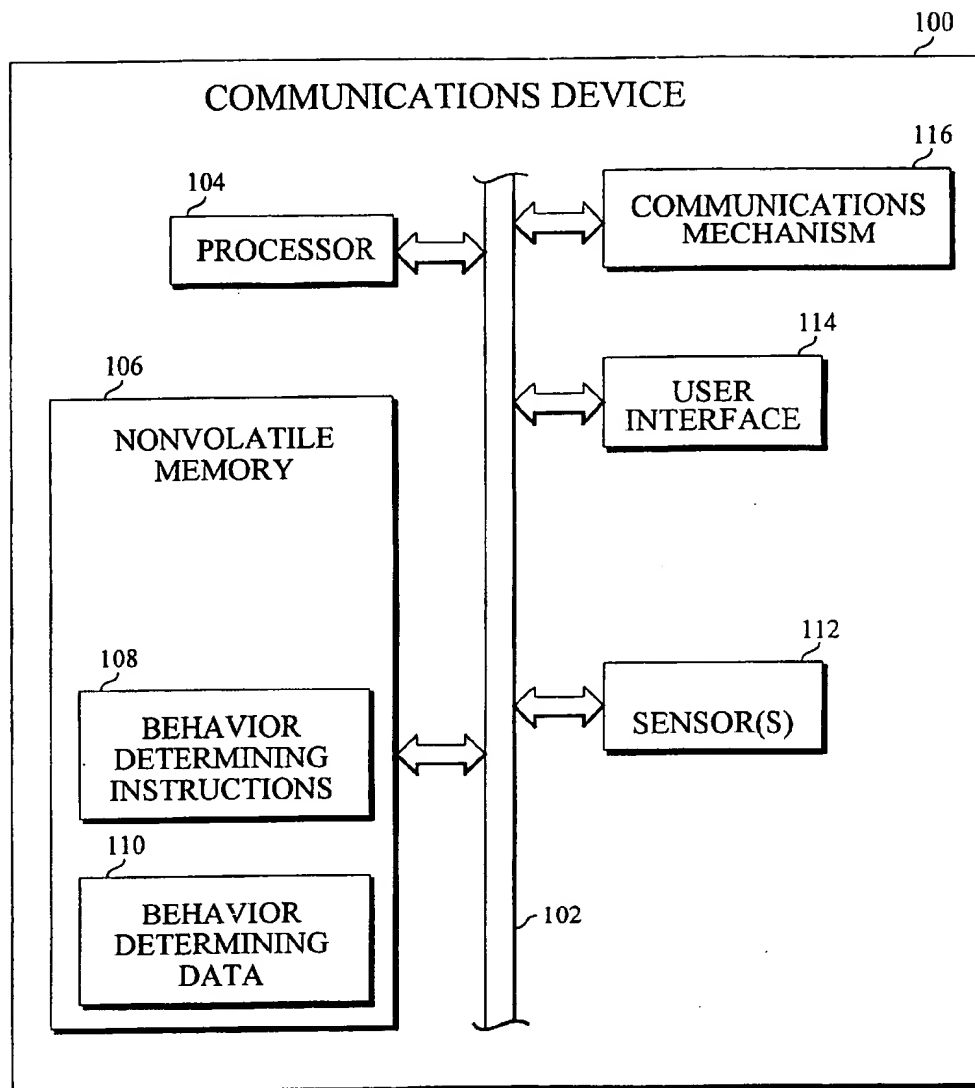 100
COMMUNICATIONS DEVICE
116
COMMUNICATIONS
MECHANISM
104
PROCESSOR
114
USER
INTERFACE
106
NONVOLATILE
MEMORY
112
SENSOR(S)
108
BEHAVIOR
DETERMINING
INSTRUCTIONS
110
BEHAVIOR
DETERMINING
DATA
102